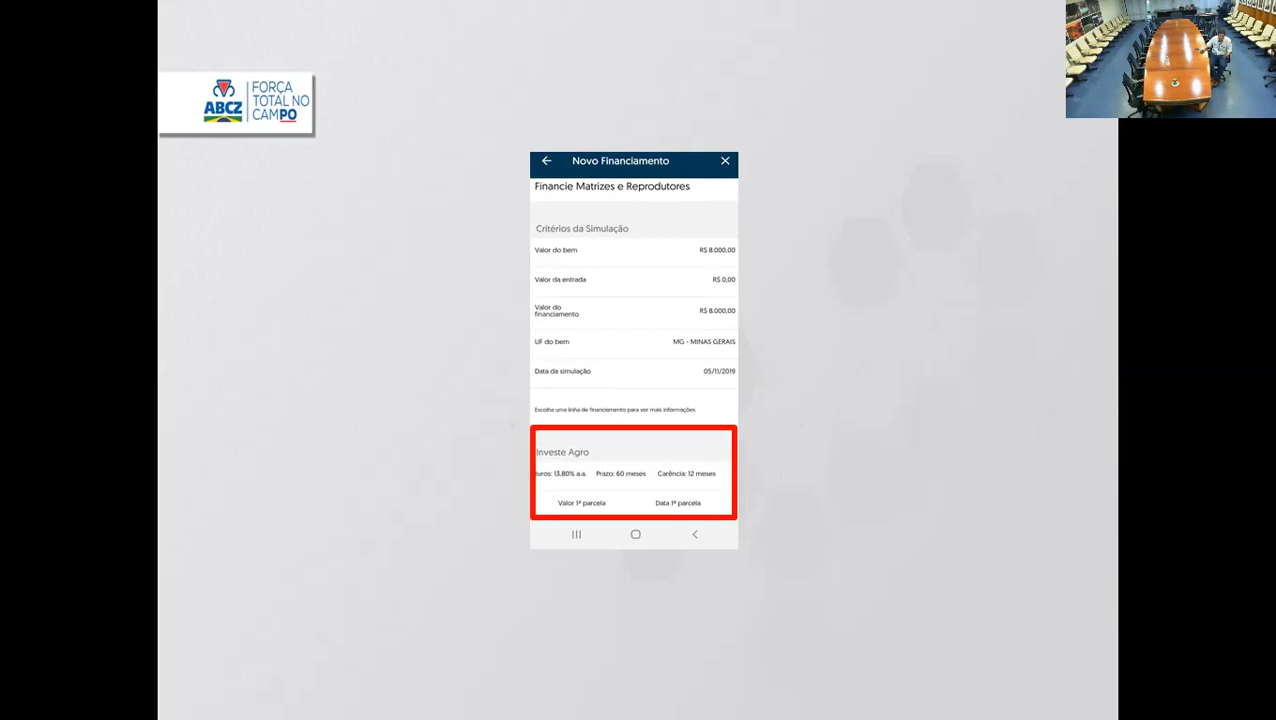 ABCZ
FORÇA
TOTAL NO
CAMPO
Novo Financiamento
Financie Matrizes e Reprodutores
Critérios da Simulação
Valor do bem R$ 8.000,00
Valor da entrada R$ 0,00
Valor do
financiamento R$ 8.000,00
UF do bem MG - MINAS GERAIS
Data da simulação 05/11/2019
Escolha uma linha de financiamento para ver mais informações
Investe Agro
Juros: 13,80% a.a. Prazo: 60 meses Carência: 12 meses
Valor 1ª parcela Data 1ª parcela